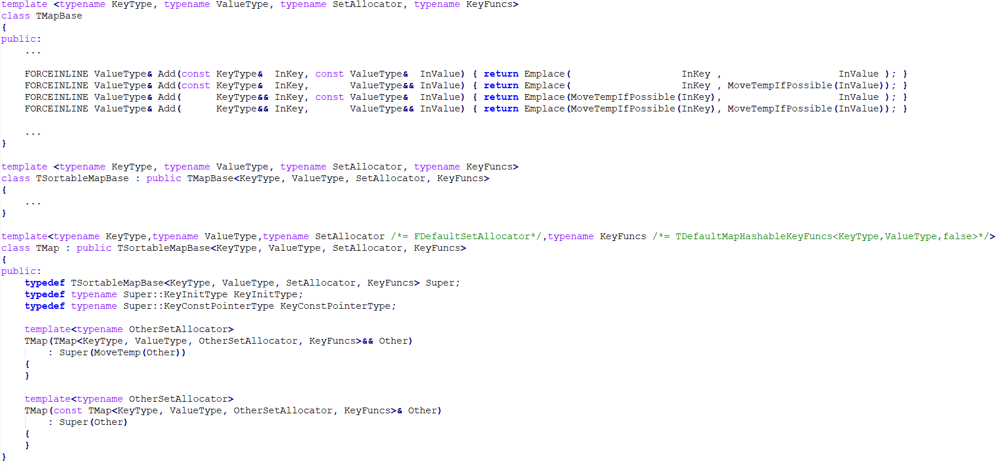 template <typename KeyType, typename ValueType, typename SetAllocator, typename KeyFuncs>
class TMapBase
{
public:
    ...

    FORCEINLINE ValueType& Add(const KeyType&  InKey, const ValueType&  InValue) { return Emplace(                   InKey ,                    InValue ); }
    FORCEINLINE ValueType& Add(const KeyType&  InKey,       ValueType&& InValue) { return Emplace(                   InKey , MoveTempIfPossible(InValue)); }
    FORCEINLINE ValueType& Add(      KeyType&& InKey, const ValueType&  InValue) { return Emplace(MoveTempIfPossible(InKey),                    InValue ); }
    FORCEINLINE ValueType& Add(      KeyType&& InKey,       ValueType&& InValue) { return Emplace(MoveTempIfPossible(InKey), MoveTempIfPossible(InValue)); }

    ...
}

template <typename KeyType, typename ValueType, typename SetAllocator, typename KeyFuncs>
class TSortableMapBase : public TMapBase<KeyType, ValueType, SetAllocator, KeyFuncs>
{
    ...
}

template<typename KeyType,typename ValueType,typename SetAllocator /*= FDefaultSetAllocator*/,typename KeyFuncs /*= TDefaultMapHashableKeyFuncs<KeyType,ValueType,false>*/>
class TMap : public TSortableMapBase<KeyType, ValueType, SetAllocator, KeyFuncs>
{
public:
    typedef TSortableMapBase<KeyType, ValueType, SetAllocator, KeyFuncs> Super;
    typedef typename Super::KeyInitType KeyInitType;
    typedef typename Super::KeyConstPointerType KeyConstPointerType;

    template<typename OtherSetAllocator>
    TMap(TMap<KeyType, ValueType, OtherSetAllocator, KeyFuncs>&& Other)
        : Super(MoveTemp(Other))
    {
    }

    template<typename OtherSetAllocator>
    TMap(const TMap<KeyType, ValueType, OtherSetAllocator, KeyFuncs>& Other)
        : Super(Other)
    {
    }
}